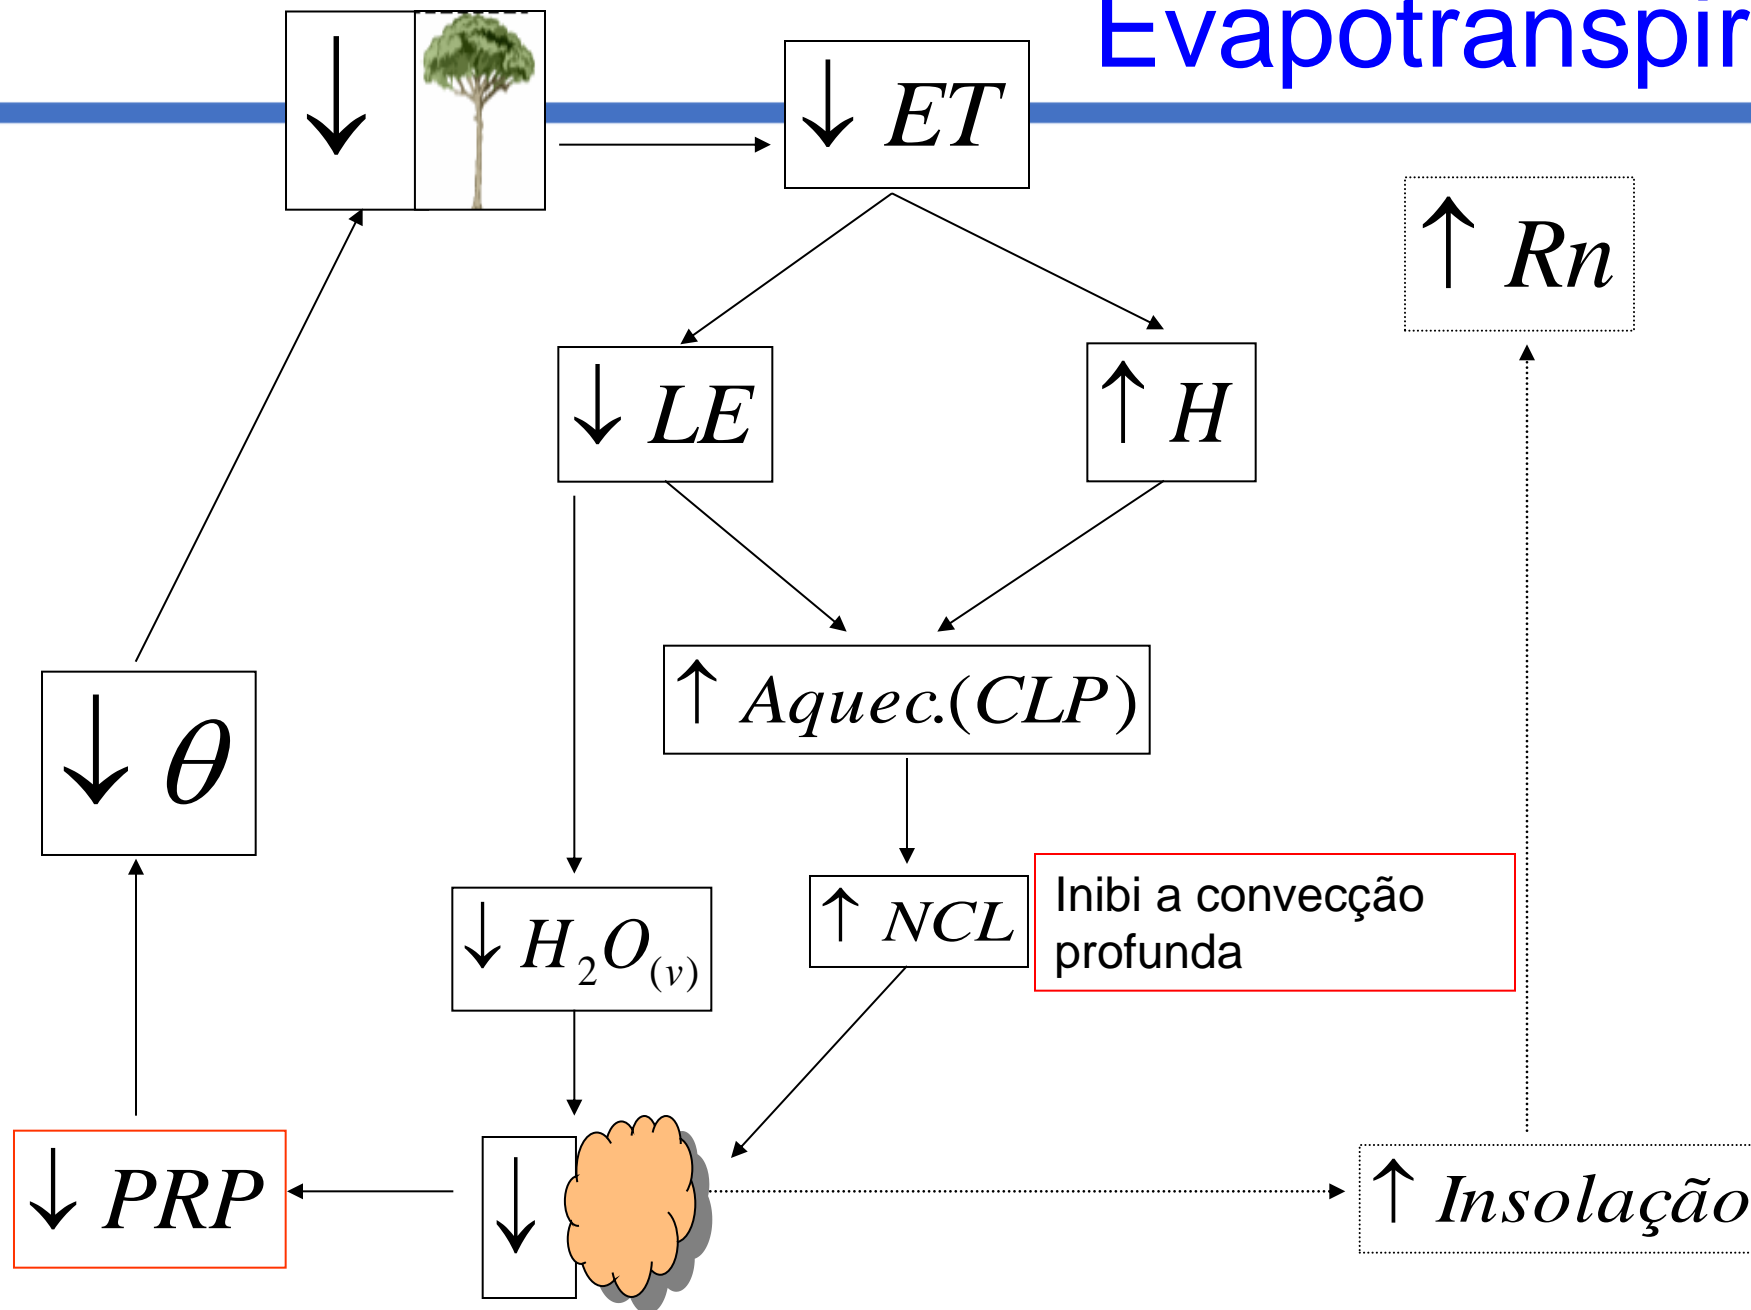 Evapotranspir
↓
↓ ET
↑ Rn
↓ LE
↑ H
↑ Aquec.(CLP)
↓ θ
↓ H₂O₍ᵥ₎
↑ NCL
Inibi a convecção
profunda
↓ PRP
↓
↑ Insolação